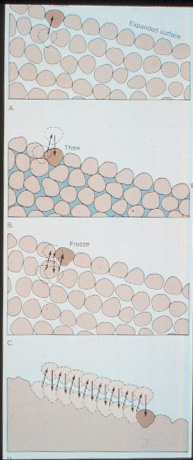 Expanded surface
A.
Thaw
B.
Freeze
C.